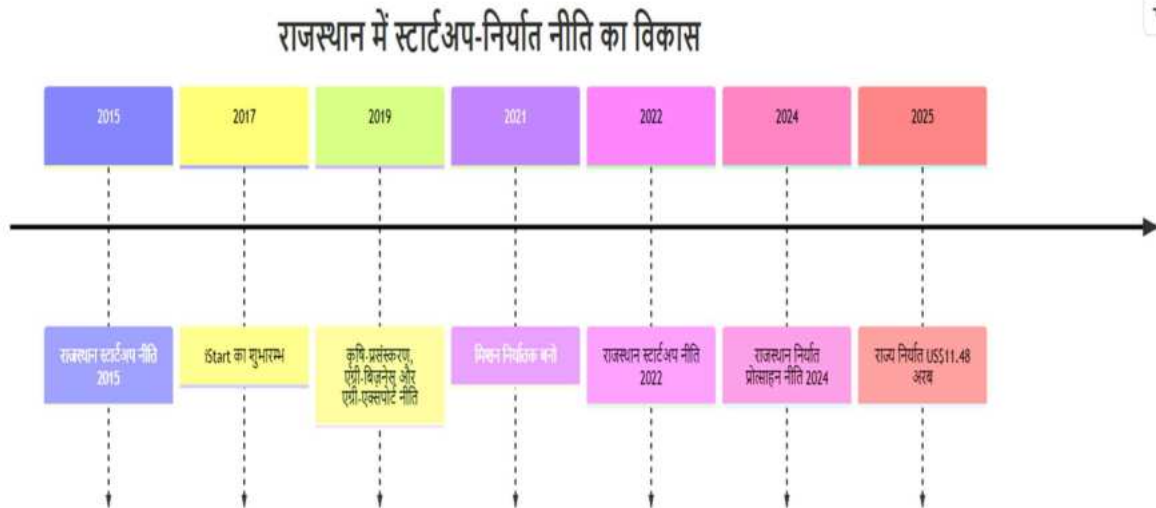 राजस्थान में स्टार्टअप-निर्यात नीति का विकास
2015
2017
2019
2021
2022
2024
2025
राजस्थान स्टार्टअप नीति
2015
iStart का शुभारम्भ
कृषि-प्रसंस्करण,
एग्री-बिज़नेस और
एग्री-एक्सपोर्ट नीति
मिशन निर्यातक बनो
राजस्थान स्टार्टअप नीति
2022
राजस्थान निर्यात
प्रोत्साहन नीति 2024
राज्य निर्यात US$11.48
अरब